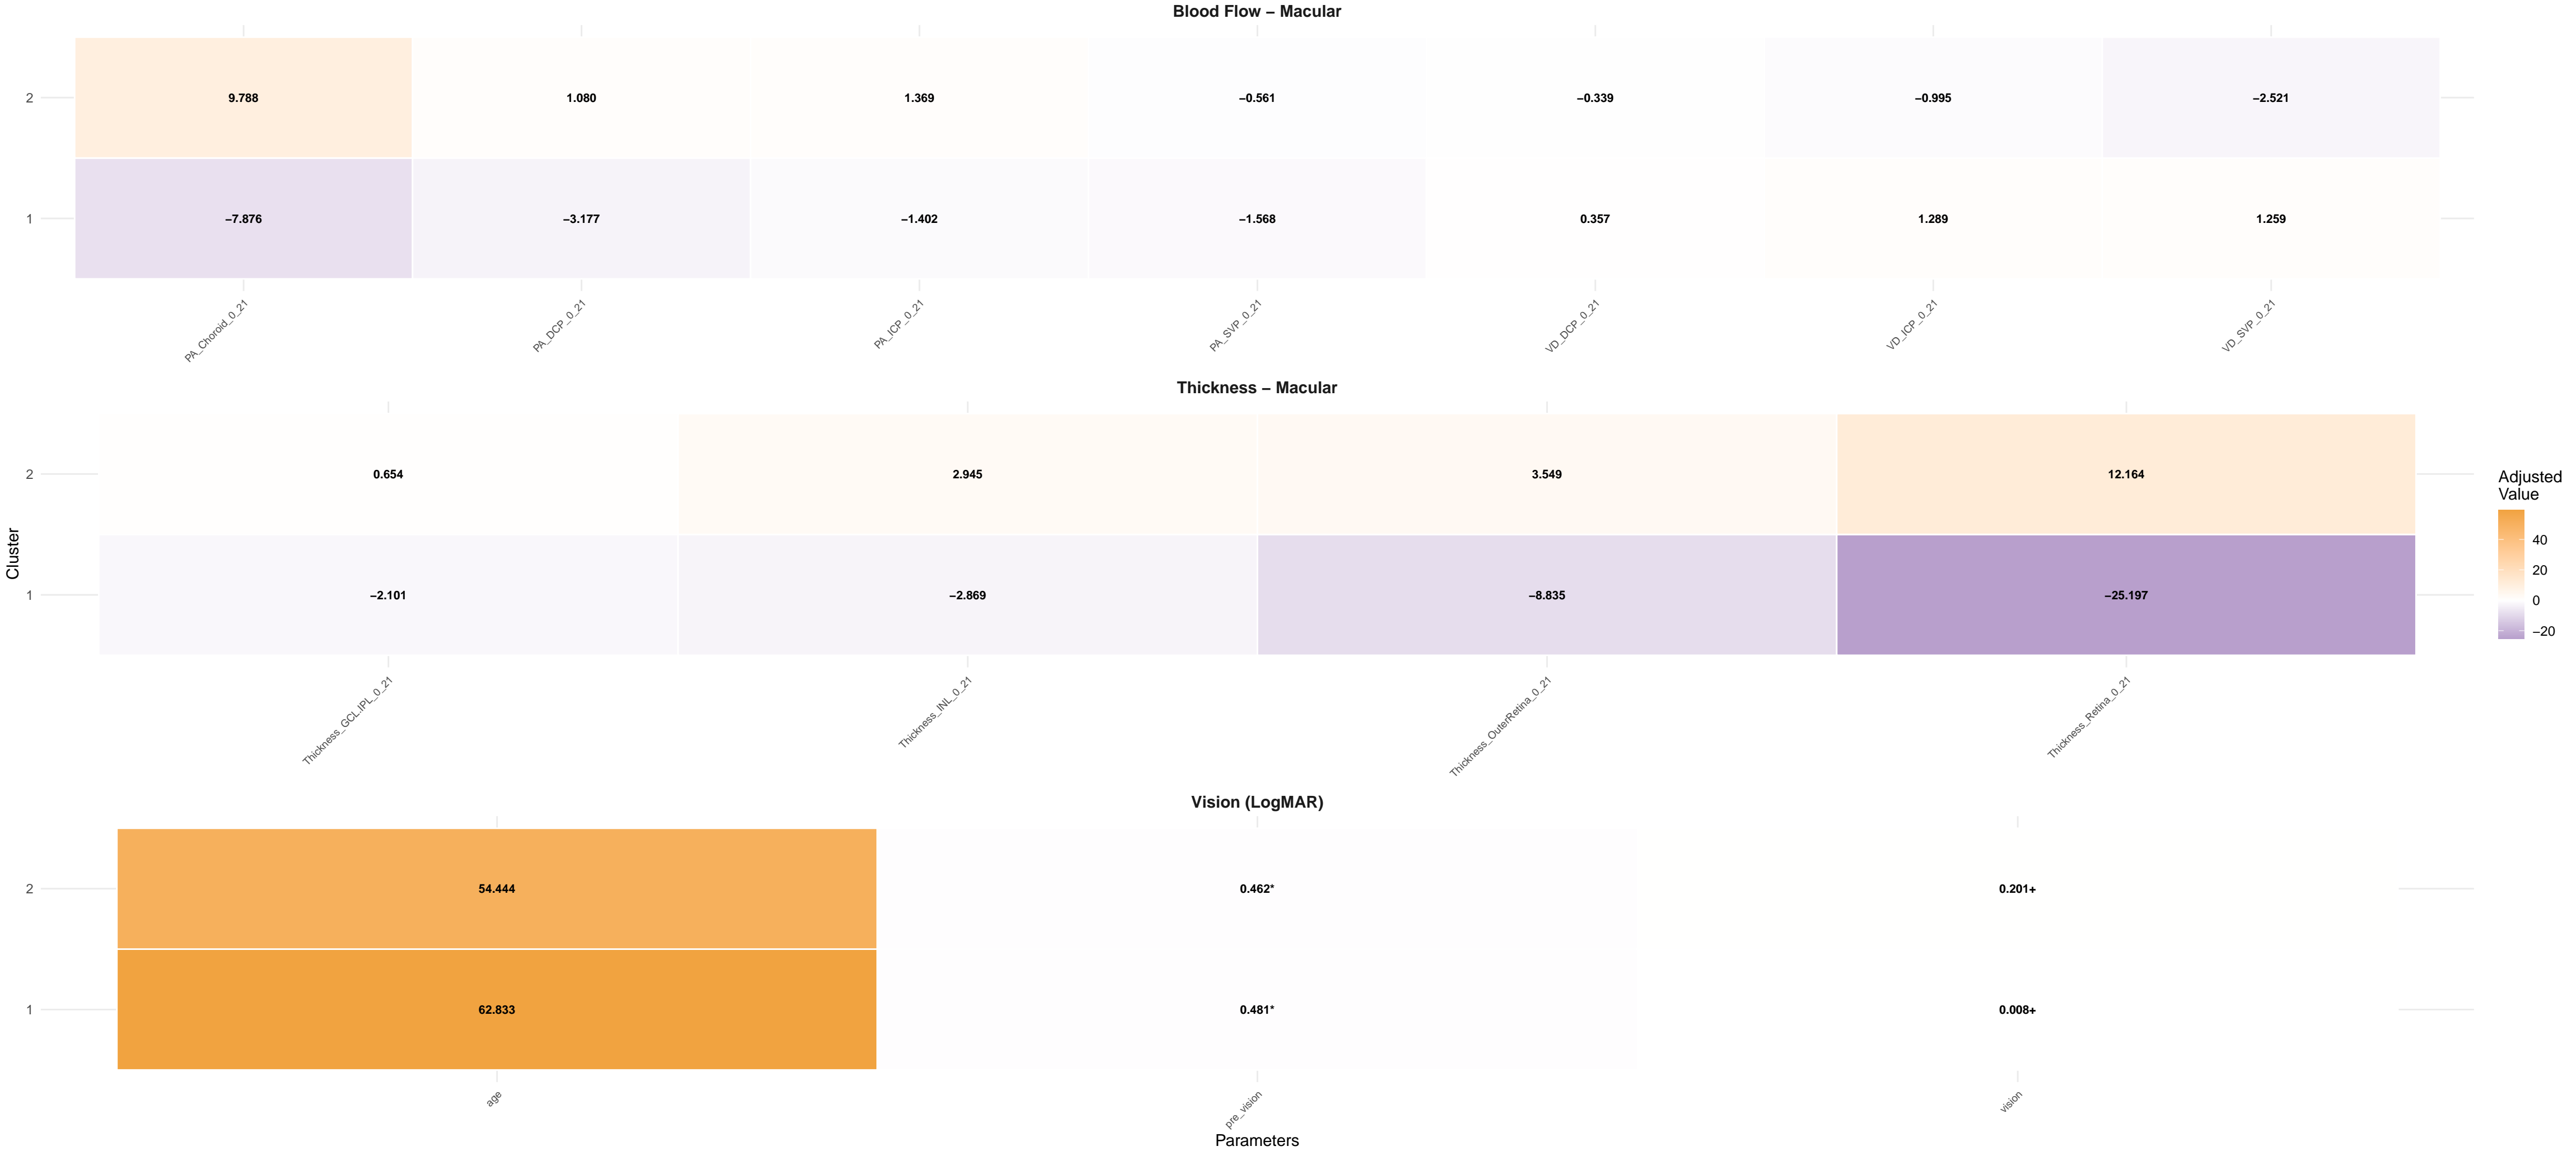 Blood Flow – Macular
2
9.788 1.080 1.369 −0.561 −0.339 −0.995 −2.521
1
−7.876 −3.177 −1.402 −1.568 0.357 1.289 1.259
PA_Choroid_0_21 PA_DCP_0_21 PA_ICP_0_21 PA_SVP_0_21 VD_DCP_0_21 VD_ICP_0_21 VD_SVP_0_21
Thickness – Macular
2
0.654 2.945 3.549 12.164
1
−2.101 −2.869 −8.835 −25.197
Thickness_GCL.IPL_0_21 Thickness_INL_0_21 Thickness_OuterRetina_0_21 Thickness_Retina_0_21
Cluster
Adjusted
Value
40
20
0
−20
Vision (LogMAR)
2
54.444 0.462* 0.201+
1
62.833 0.481* 0.008+
age pre_vision vision
Parameters